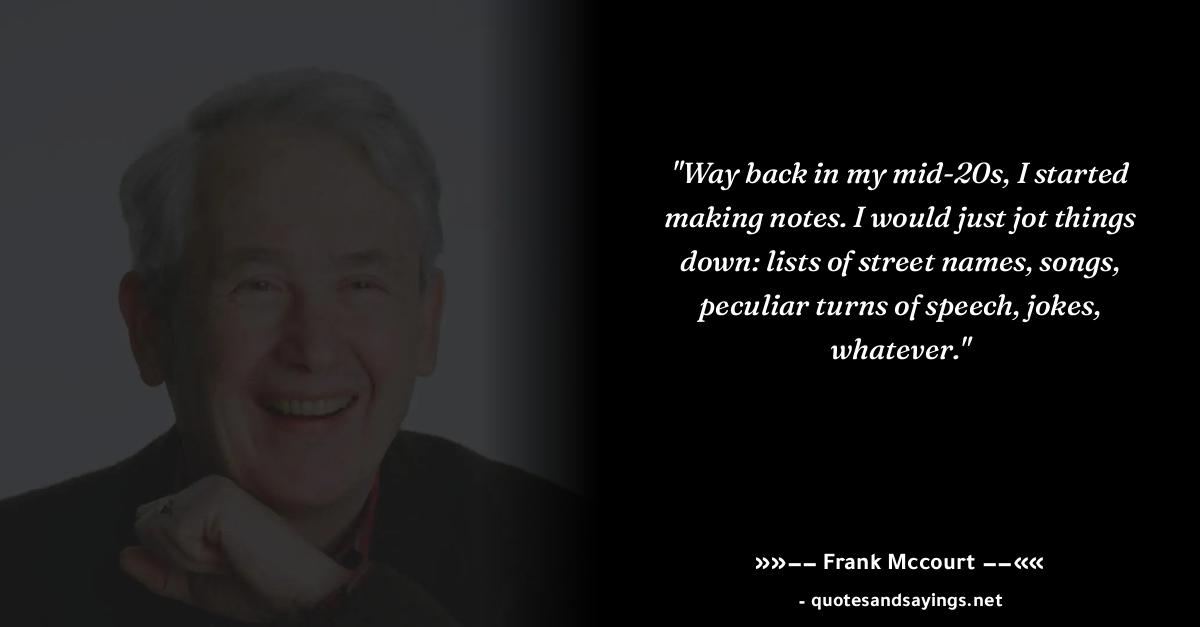 "Way back in my mid-20s, I started
making notes. I would just jot things
down: lists of street names, songs,
peculiar turns of speech, jokes,
whatever."
»»–– Frank Mccourt ––««
- quotesandsayings.net